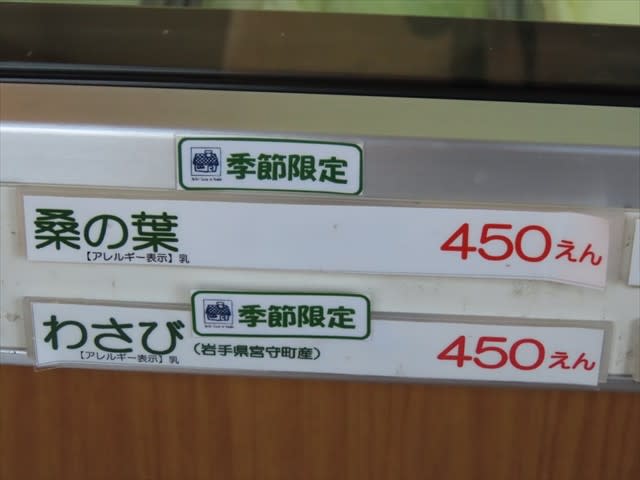 季節限定
桑の葉 450えん
【アレルギー表示】乳
季節限定
わさび (岩手県宮守町産) 450えん
【アレルギー表示】乳